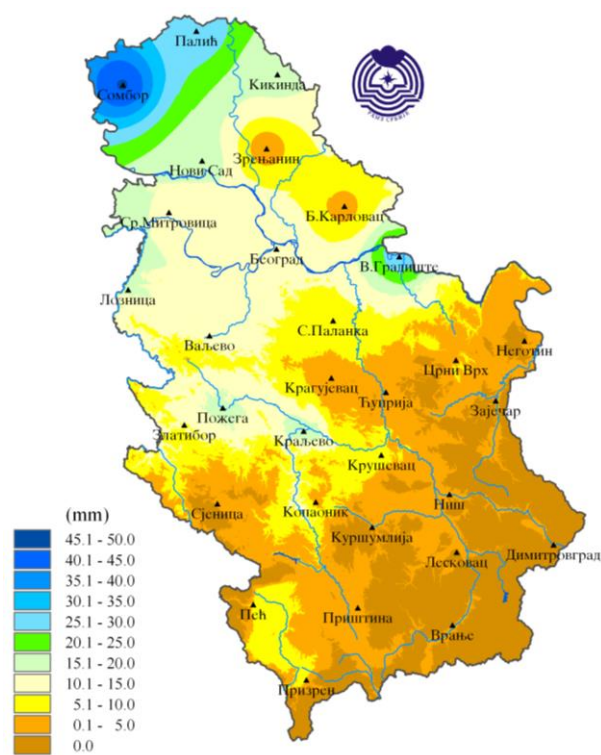 Палић
Кикинда
Сомбор
Зрењанин
Нови Сад
Б.Карловац
Ср.Митровица
Београд
В.Градиште
Лозница
С.Паланка
Ваљево
Неготин
Црни Врх
Крагујевац
Ћуприја
Зајечар
Пожега
Златибор
Краљево
Крушевац
Ниш
Сјеница
Копаоник
Куршумлија
Димитровград
Лесковац
Пећ
Приштина
Врање
Призрен
(mm)
45.1 - 50.0
40.1 - 45.0
35.1 - 40.0
30.1 - 35.0
25.1 - 30.0
20.1 - 25.0
15.1 - 20.0
10.1 - 15.0
5.1 - 10.0
0.1 - 5.0
0.0